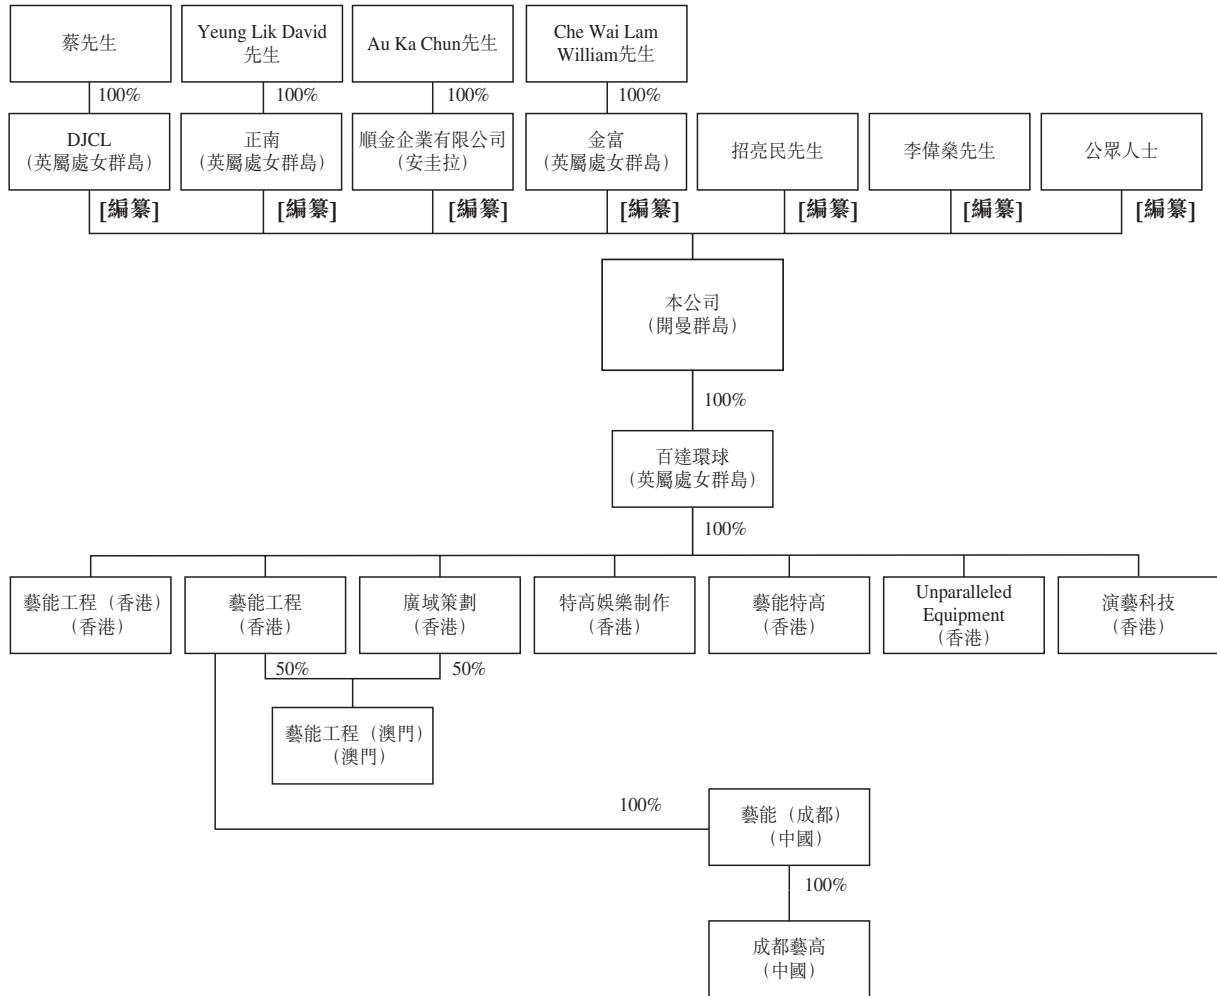 蔡先生
Yeung Lik David
先生
Au Ka Chun先生
Che Wai Lam
William先生
100%
100%
100%
100%
DJCL
(英屬處女群島)
正南
(英屬處女群島)
順金企業有限公司
(安圭拉)
金富
(英屬處女群島)
招亮民先生
李偉燊先生
公眾人士
[編纂]
[編纂]
[編纂]
[編纂]
[編纂]
[編纂]
[編纂]
本公司
(開曼群島)
100%
百達環球
(英屬處女群島)
100%
藝能工程(香港)
(香港)
藝能工程
(香港)
廣域策劃
(香港)
特高娛樂制作
(香港)
藝能特高
(香港)
Unparalleled
Equipment
(香港)
演藝科技
(香港)
50%
50%
藝能工程(澳門)
(澳門)
100%
藝能(成都)
(中國)
100%
成都藝高
(中國)